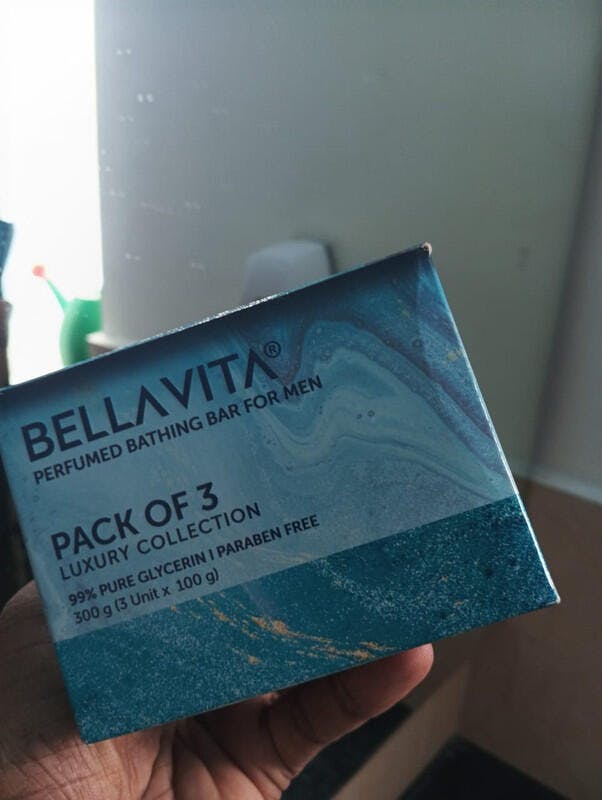 BELLAVITA®
PERFUMED BATHING BAR FOR MEN
PACK OF 3
LUXURY COLLECTION
99% PURE GLYCERIN I PARABEN FREE
300 g (3 Unit x 100 g)